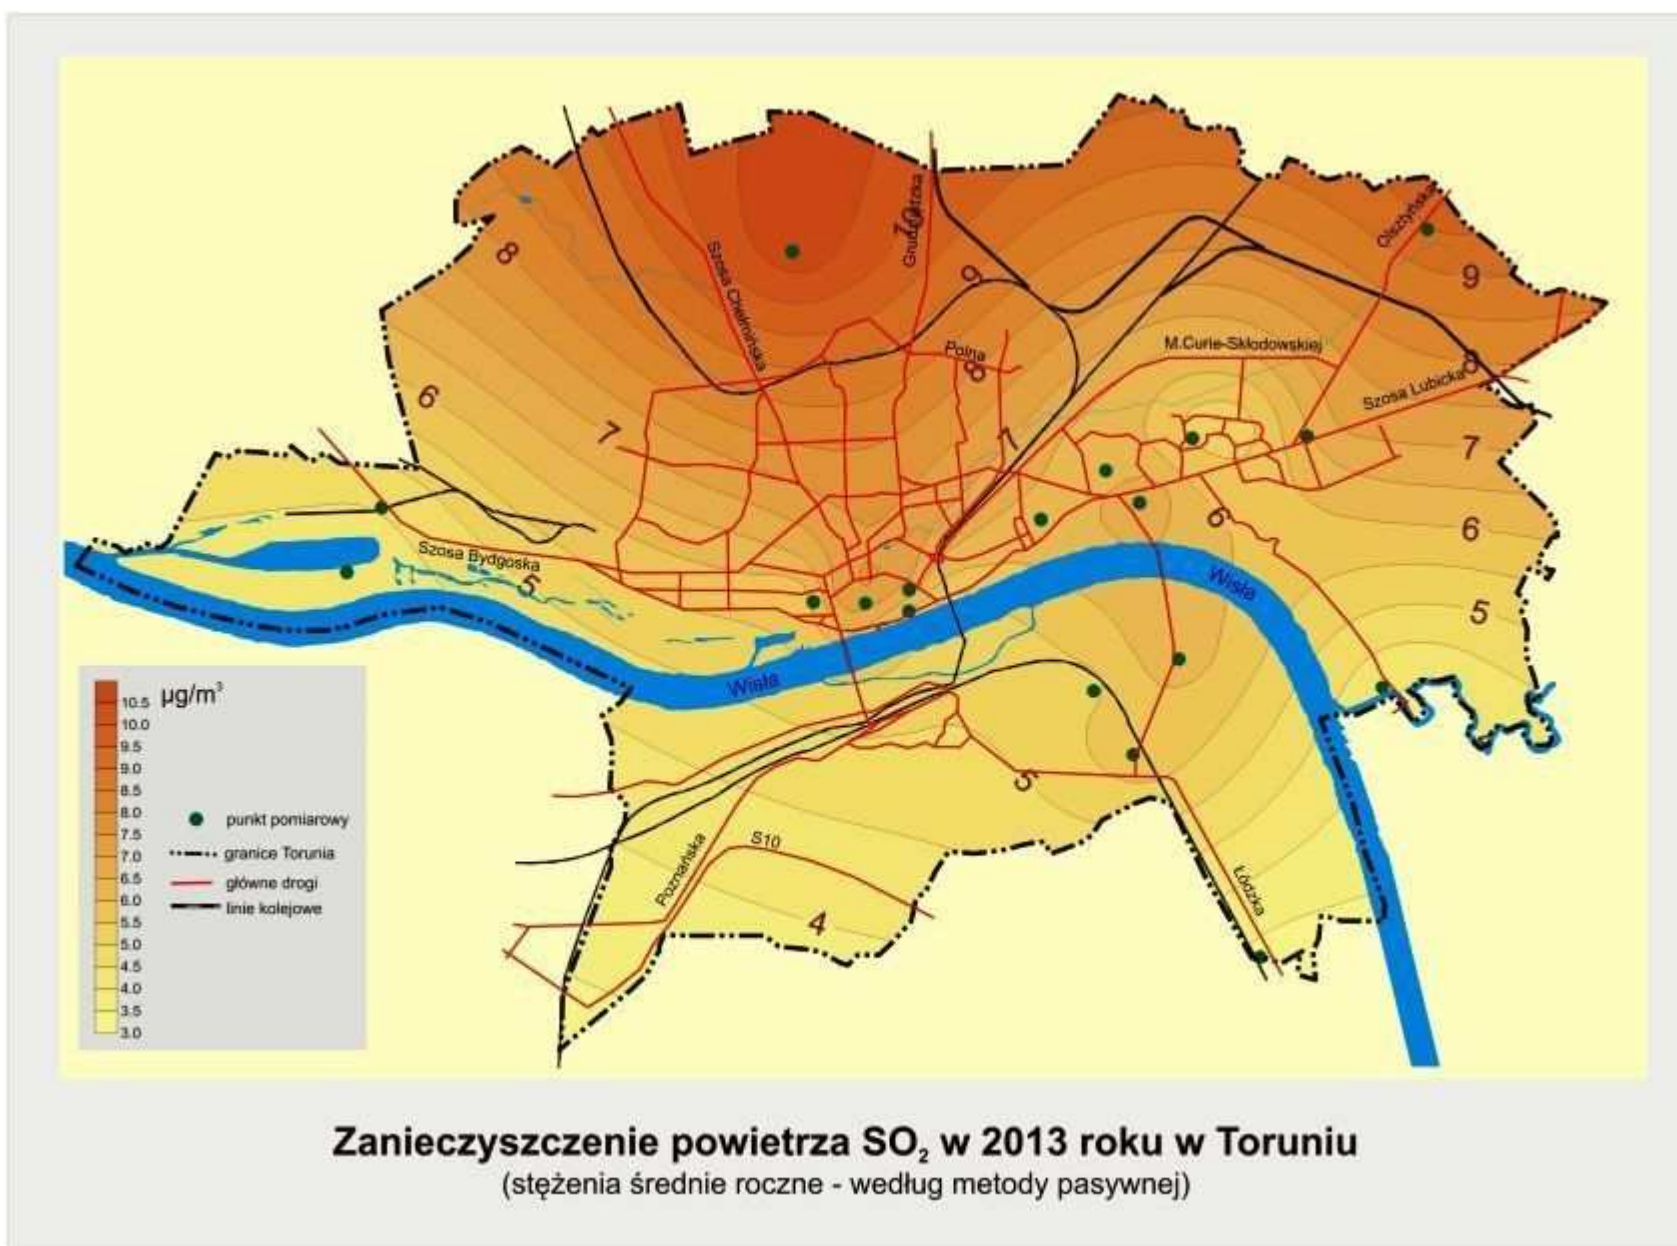 Szosa Chełmińska
Grudziądzka
10
Olsztyńska
8
9
9
Polna
8
M.Curie-Skłodowskiej
8
Szosa Lubicka
6
7
7
7
6
6
Szosa Bydgoska
5
Wisła
5
Wisła
5
Poznańska
S10
4
Łódzka
µg/m³
10.5
10.0
9.5
9.0
8.5
8.0
7.5
7.0
6.5
6.0
5.5
5.0
4.5
4.0
3.5
3.0
punkt pomiarowy
granice Torunia
główne drogi
linie kolejowe
Zanieczyszczenie powietrza SO₂ w 2013 roku w Toruniu
(stężenia średnie roczne - według metody pasywnej)